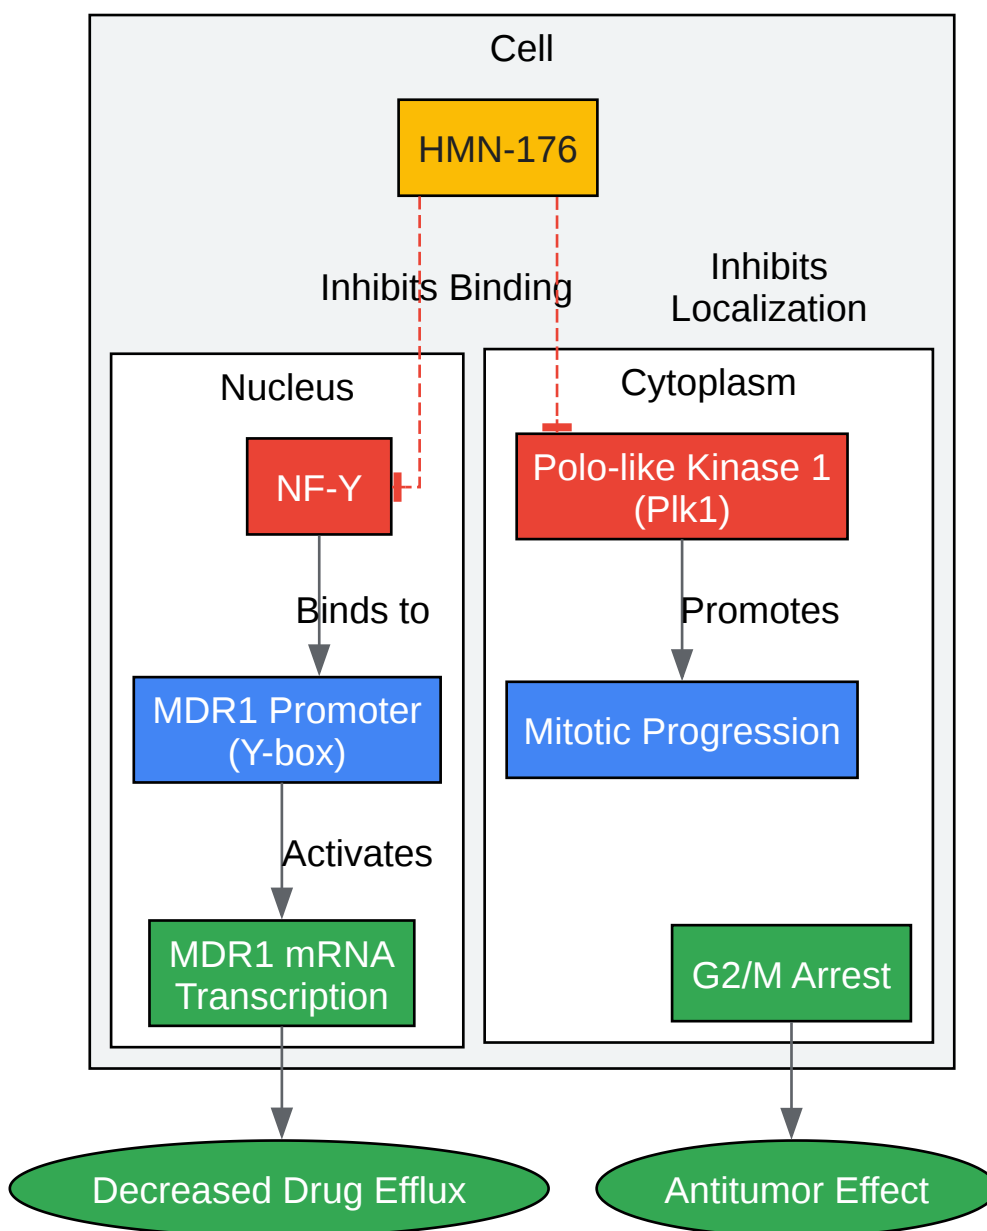 Cell
HMN-176
Inhibits Binding
Inhibits
Localization
Nucleus
NF-Y
Binds to
MDR1 Promoter
(Y-box)
Activates
MDR1 mRNA
Transcription
Decreased Drug Efflux
Cytoplasm
Polo-like Kinase 1
(Plk1)
Promotes
Mitotic Progression
G2/M Arrest
Antitumor Effect